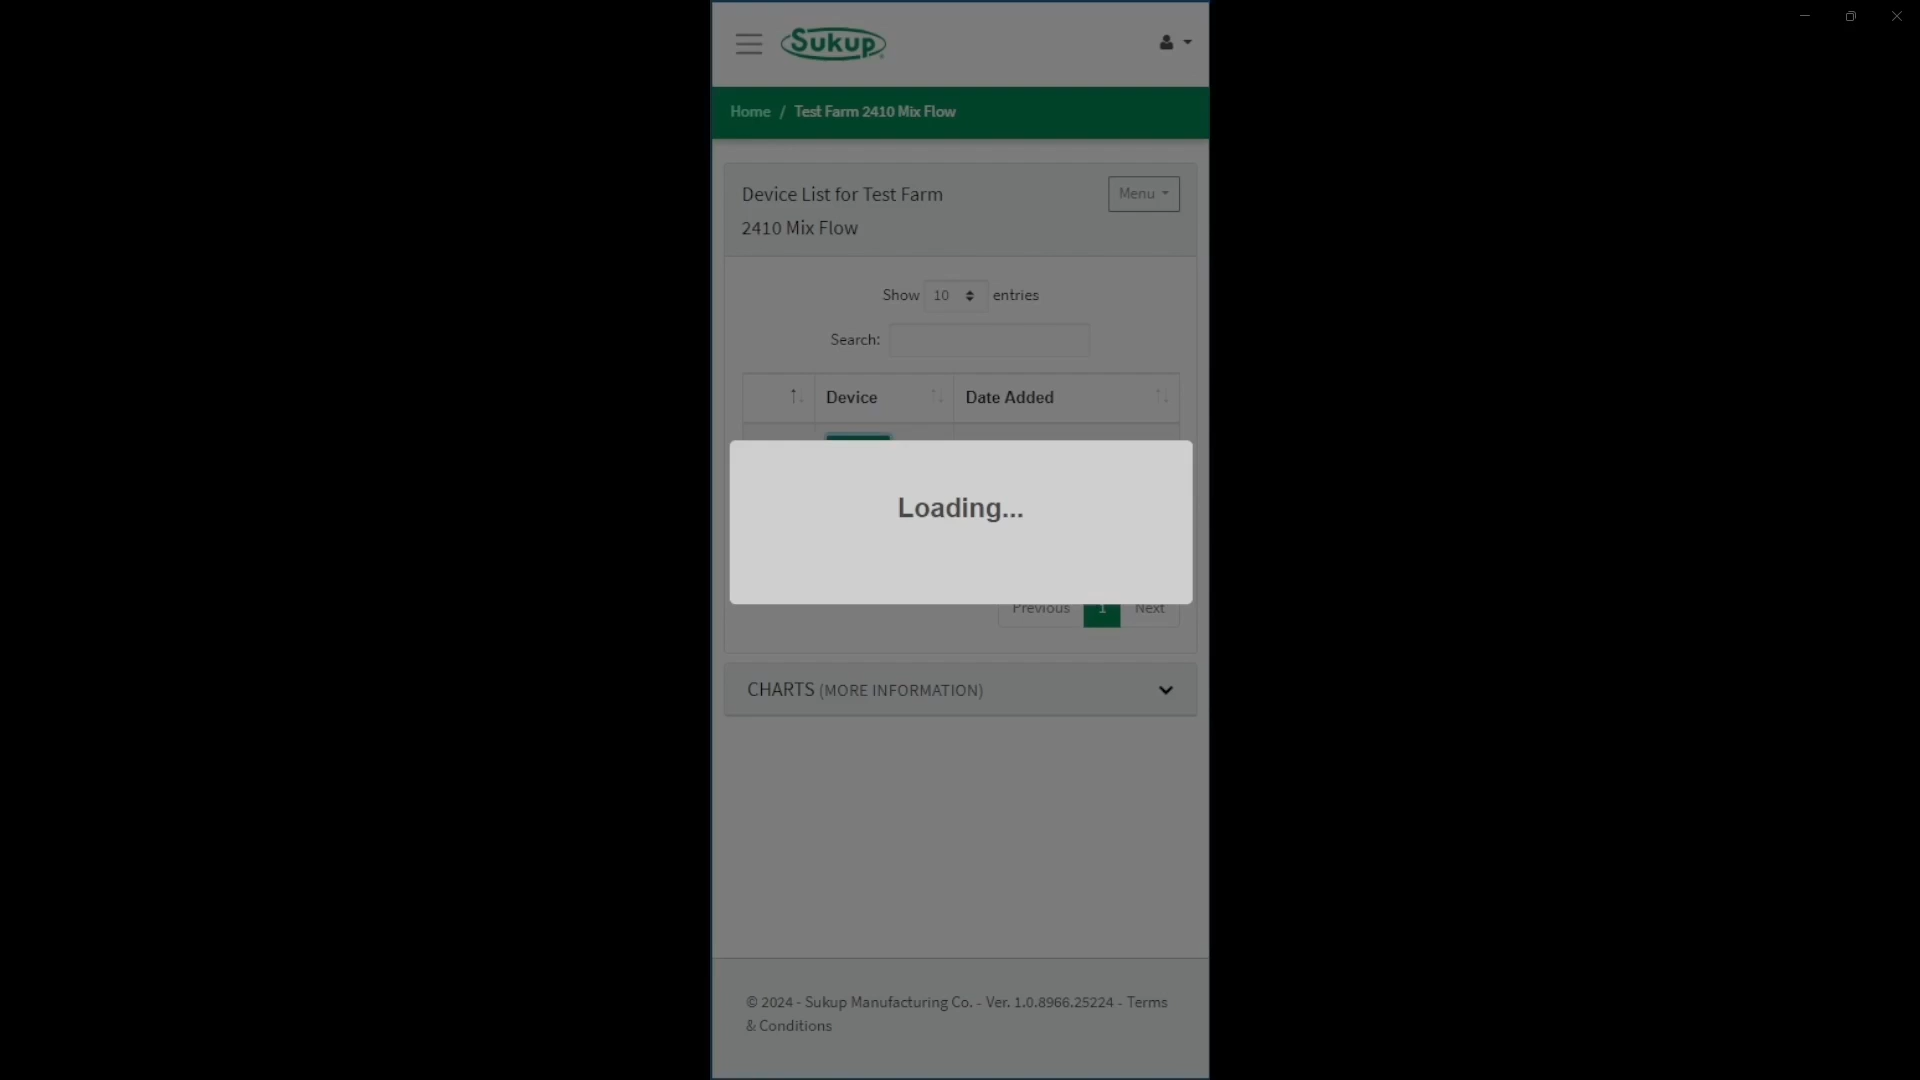 Sukup
Home / Test Farm 2410 Mix Flow
Device List for Test Farm
2410 Mix Flow
Menu
Show 10 entries
Search:
Device Date Added
Loading...
Previous 1 Next
CHARTS (MORE INFORMATION)
© 2024 - Sukup Manufacturing Co. - Ver. 1.0.8966.25224 - Terms
& Conditions